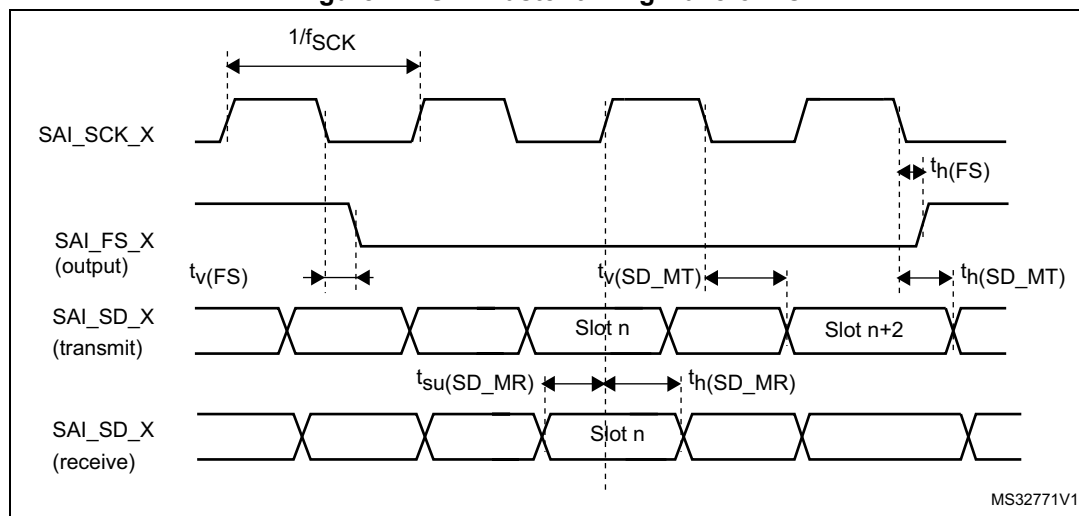 1/fSCK
SAI_SCK_X
th(FS)
SAI_FS_X
(output)
tv(FS)
tv(SD_MT)
th(SD_MT)
SAI_SD_X
(transmit)
Slot n
Slot n+2
tsu(SD_MR)
th(SD_MR)
SAI_SD_X
(receive)
Slot n
MS32771V1